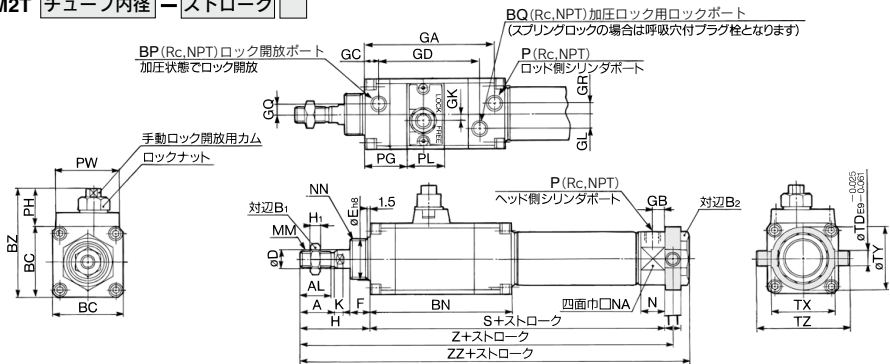 M2T チューブ内径 ー ストローク
BP(Rc,NPT)ロック開放ポート
加圧状態でロック開放
GC
GA
GD
BQ(Rc,NPT)加圧ロック用ロックポート
(スプリングロックの場合は呼吸穴付プラグ栓となります)
P(Rc,NPT)
ロッド側シリンダポート
GQ
LOCK
FREE
GK
GR
GL
PG
PL
手動ロック開放用カム
ロックナット
PW
PH
BZ
BC
BC
対辺B1
H1
MM
NN
øEh8
1.5
øD
AL
A
K
F
H
BN
P(Rc,NPT)
ヘッド側シリンダポート
GB
対辺B2
四面巾□NA
N
TT
S+ストローク
Z+ストローク
ZZ+ストローク
øTDE9 -0.025 -0.061
øTY
TX
TZ